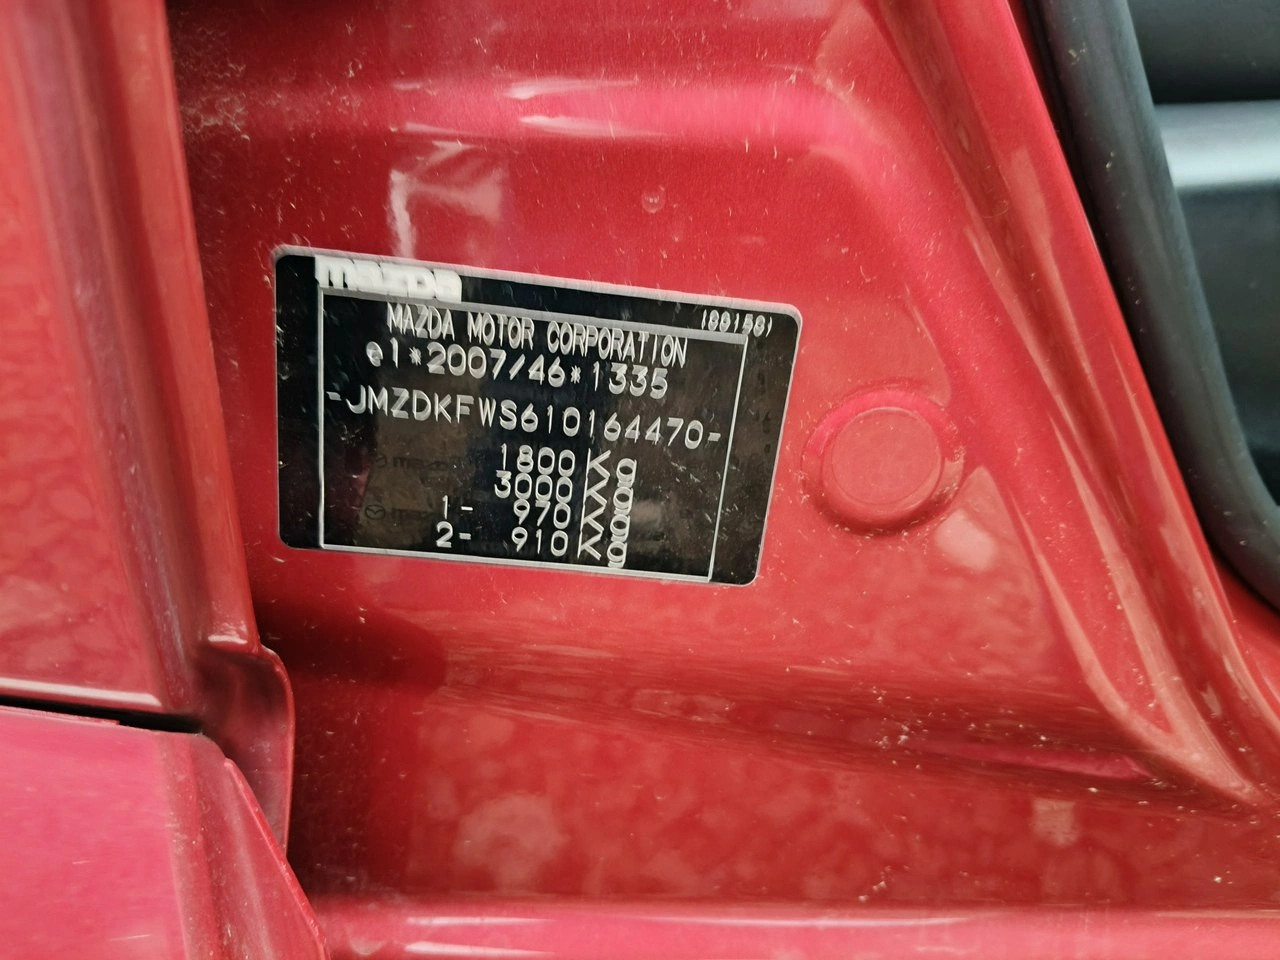 mazda
MAZDA MOTOR CORPORATION
e1*2007/46*1335
-JMZDKFWS610164470-
1800 Kg
3000 Kg
1- 970 Kg
2- 910 Kg